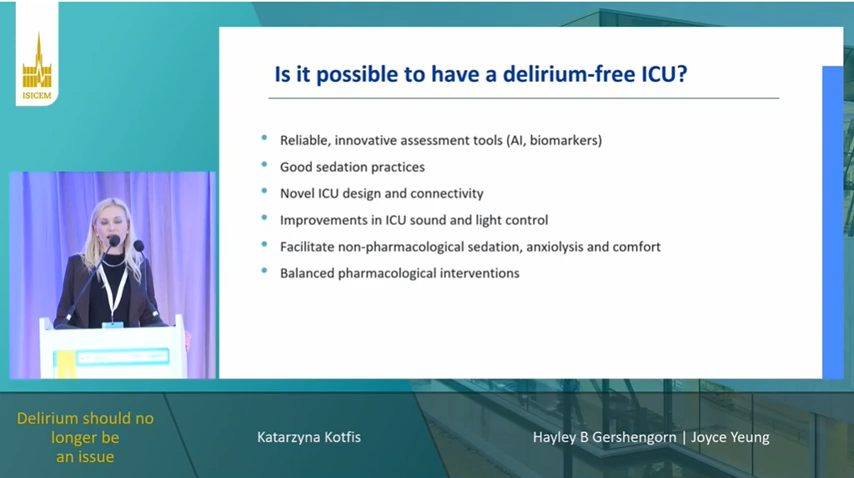 ISICEM
Is it possible to have a delirium-free ICU?
Reliable, innovative assessment tools (AI, biomarkers)
Good sedation practices
Novel ICU design and connectivity
Improvements in ICU sound and light control
Facilitate non-pharmacological sedation, anxiolysis and comfort
Balanced pharmacological interventions
Delirium should no
longer be
an issue
Katarzyna Kotfis
Hayley B Gershengorn | Joyce Yeung